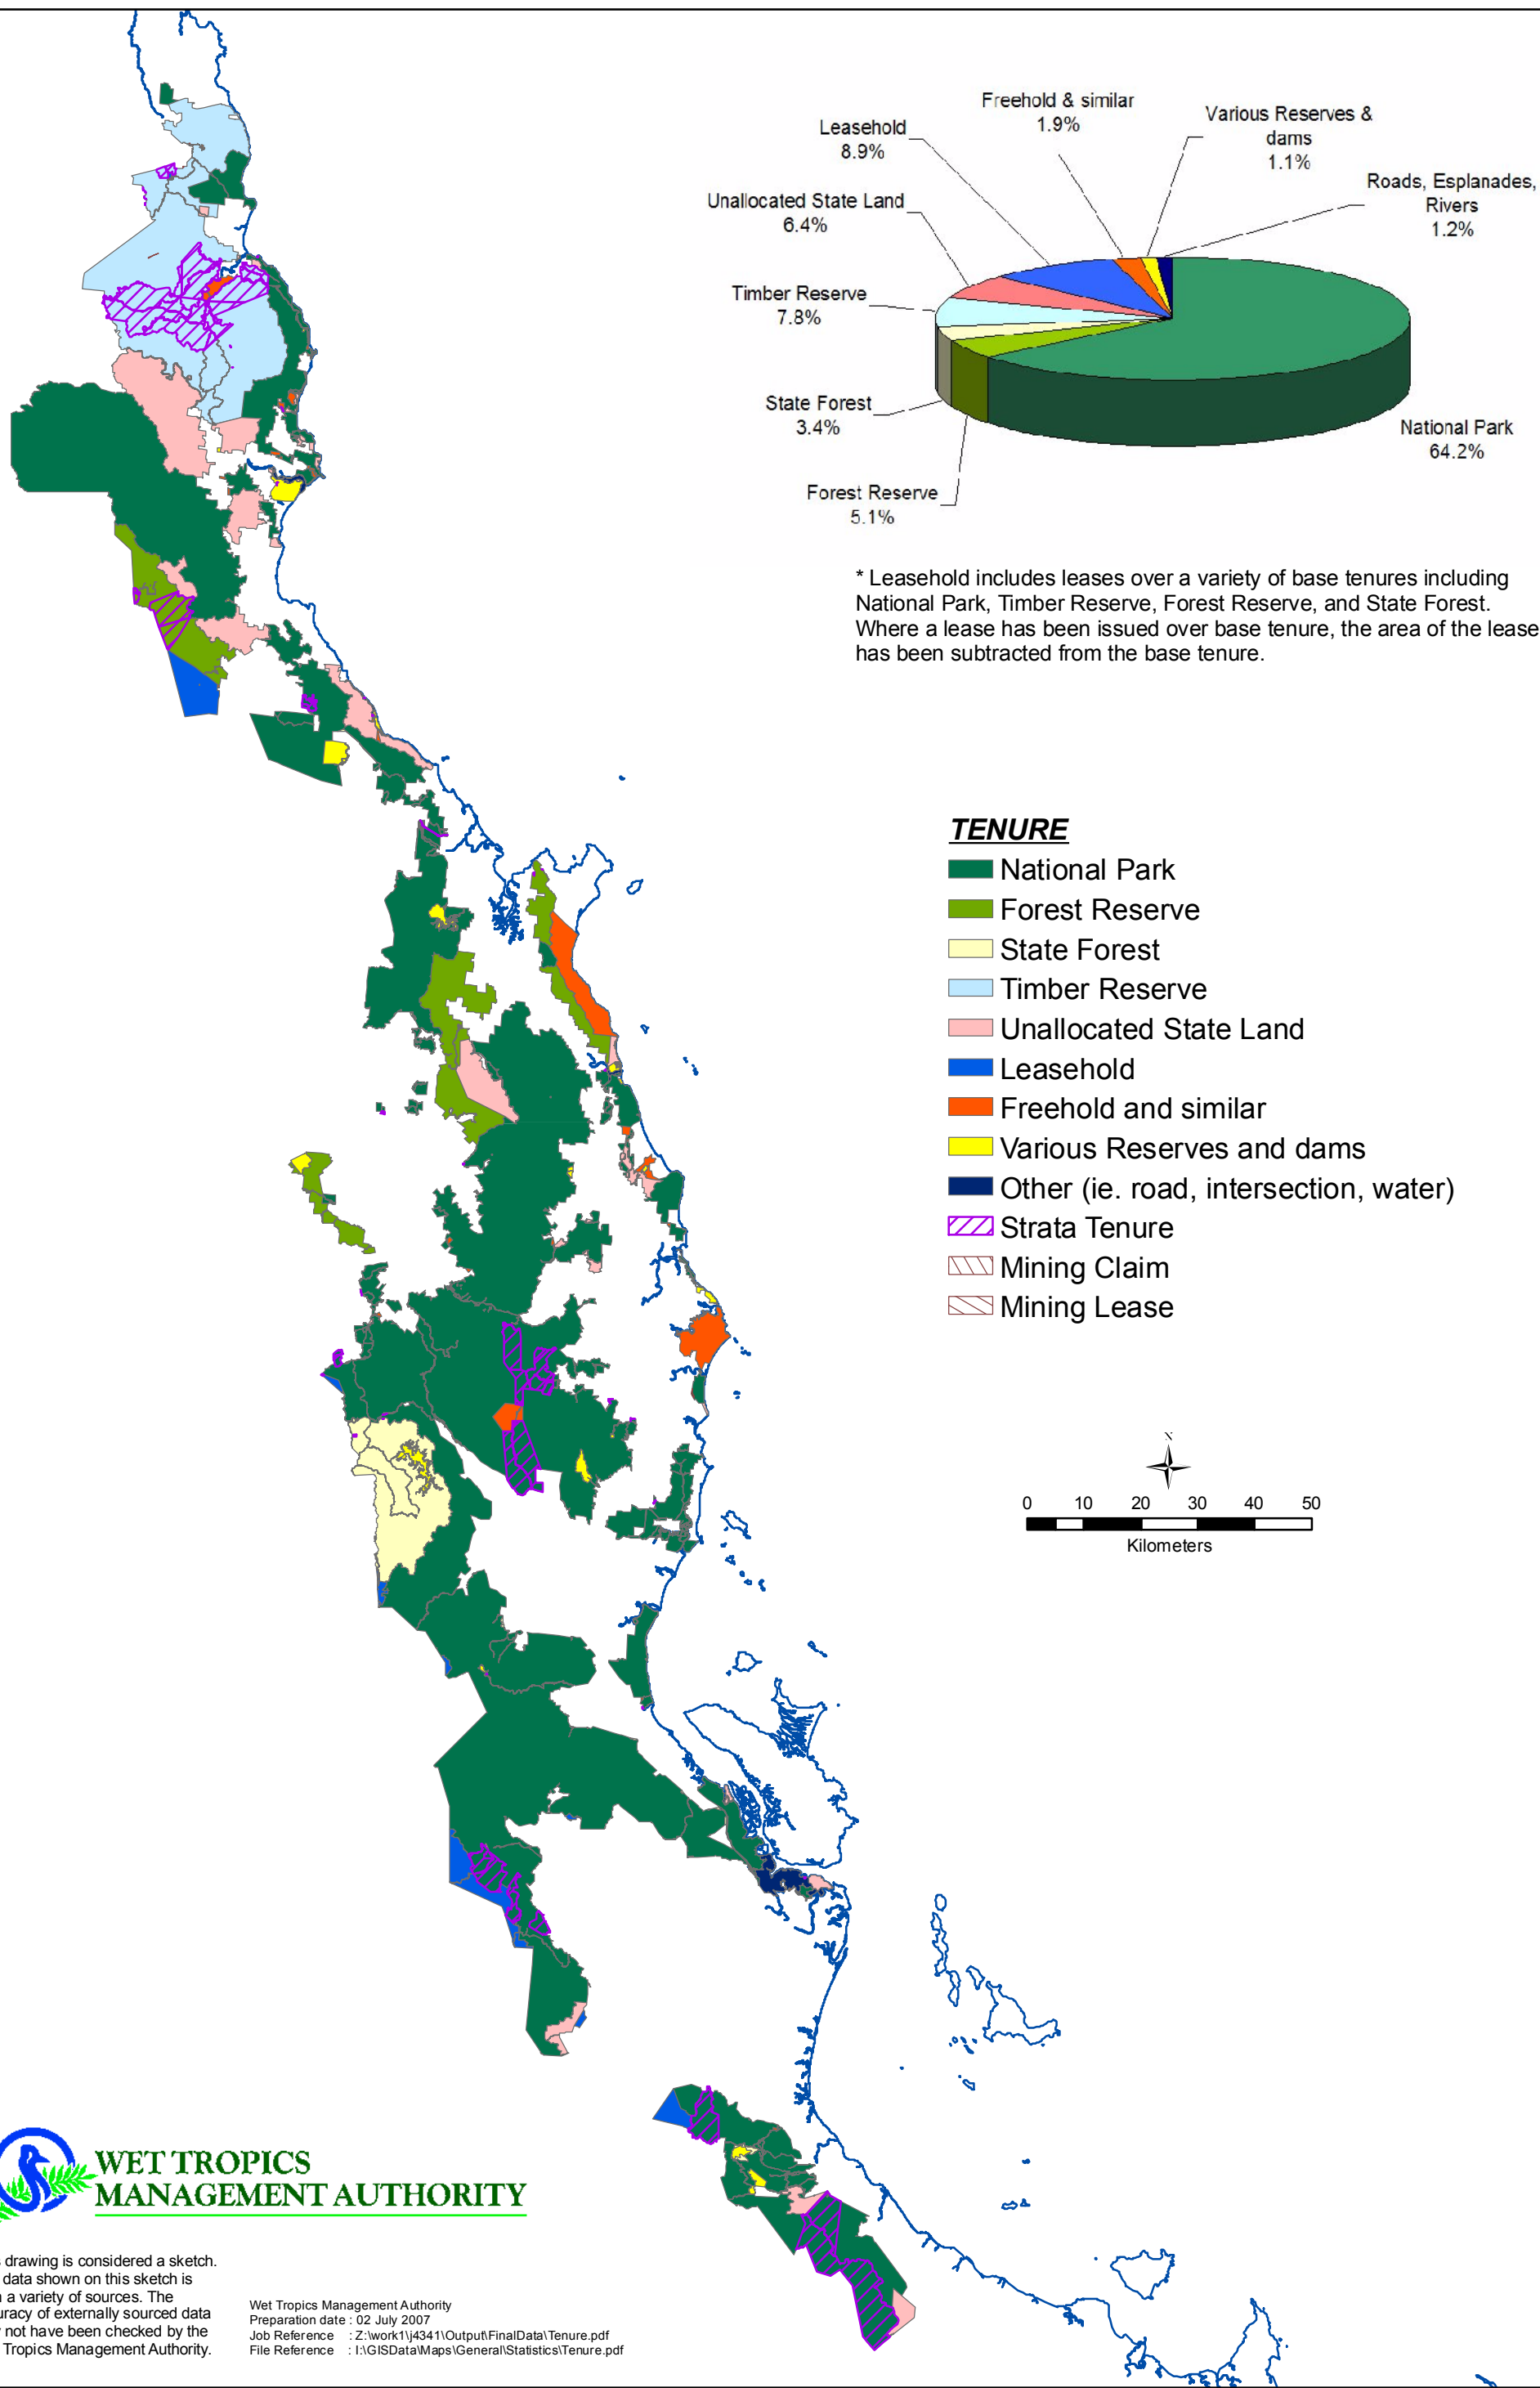 Freehold & similar
1.9%
Various Reserves &
dams
1.1%
Leasehold
8.9%
Roads, Esplanades,
Rivers
1.2%
Unallocated State Land
6.4%
Timber Reserve
7.8%
State Forest
3.4%
National Park
64.2%
Forest Reserve
5.1%
* Leasehold includes leases over a variety of base tenures including
National Park, Timber Reserve, Forest Reserve, and State Forest.
Where a lease has been issued over base tenure, the area of the lease
has been subtracted from the base tenure.
TENURE
National Park
Forest Reserve
State Forest
Timber Reserve
Unallocated State Land
Leasehold
Freehold and similar
Various Reserves and dams
Other (ie. road, intersection, water)
Strata Tenure
Mining Claim
Mining Lease
N
0 10 20 30 40 50
Kilometers
WET TROPICS
MANAGEMENT AUTHORITY
drawing is considered a sketch.
data shown on this sketch is
a variety of sources. The
of externally sourced data
not have been checked by the
Tropics Management Authority.
Wet Tropics Management Authority
Preparation date : 02 July 2007
Job Reference : Z:\work1\j4341\Output\FinalData\Tenure.pdf
File Reference : I:\GISData\Maps\General\Statistics\Tenure.pdf